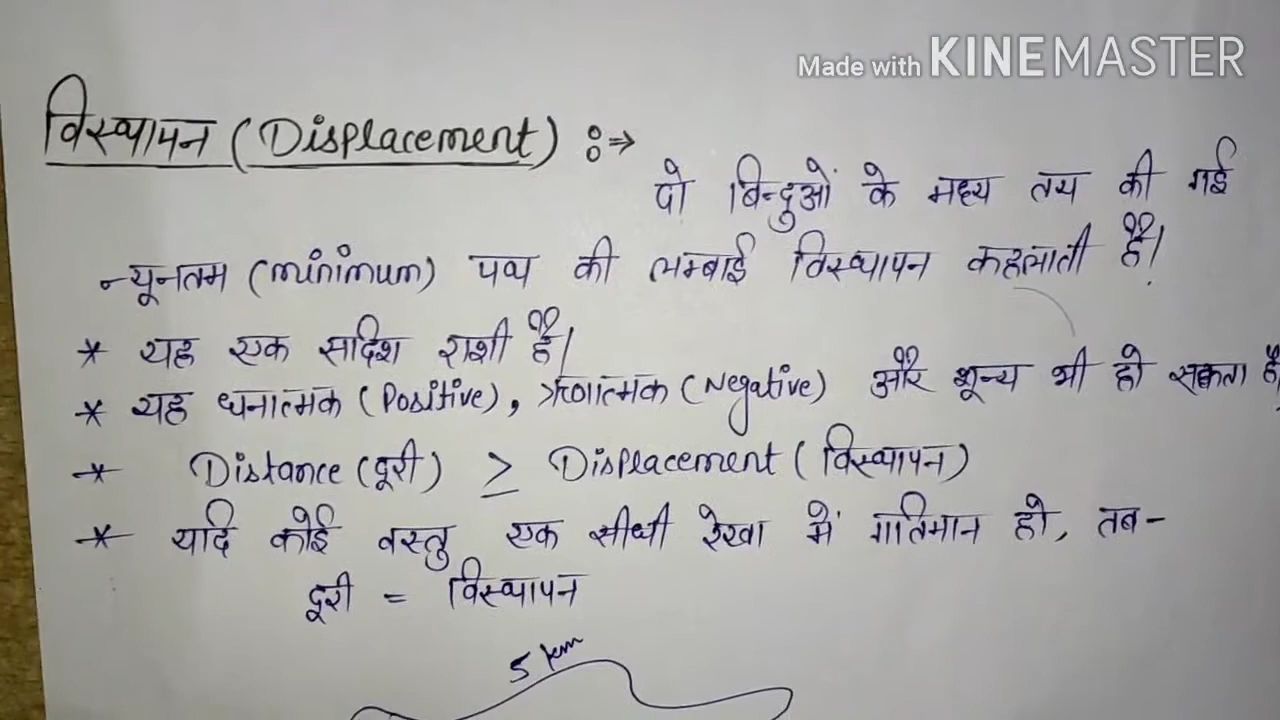 Made with KINEMASTER
विस्थापन (Displacement) :⇒
दो बिन्दुओं के मध्य तय की गई
न्यूनतम (minimum) पथ की लम्बाई विस्थापन कहलाती है।
* यह एक सदिश राशी है।
* यह धनात्मक (Positive), ऋणात्मक (Negative) और शून्य भी हो सकता है
* Distance (दूरी) ≥ Displacement (विस्थापन)
* यदि कोई वस्तु एक सीधी रेखा में गतिमान हो, तब-
दूरी = विस्थापन
5 km